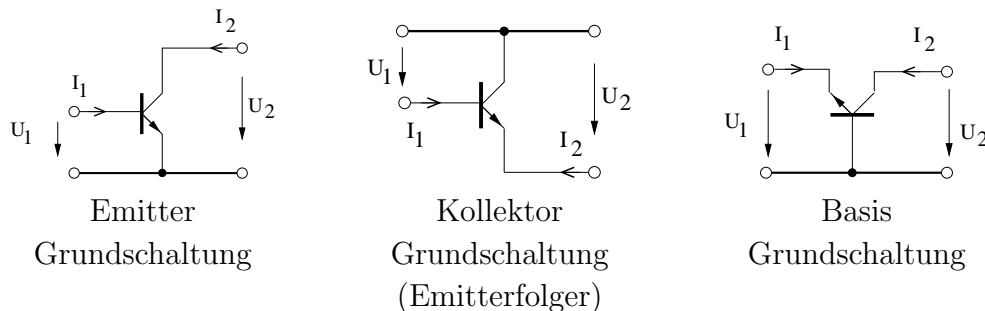 I2
I1
U1
U2
Emitter
Grundschaltung
U1
U2
I1
I2
Kollektor
Grundschaltung
(Emitterfolger)
I1
I2
U1
U2
Basis
Grundschaltung